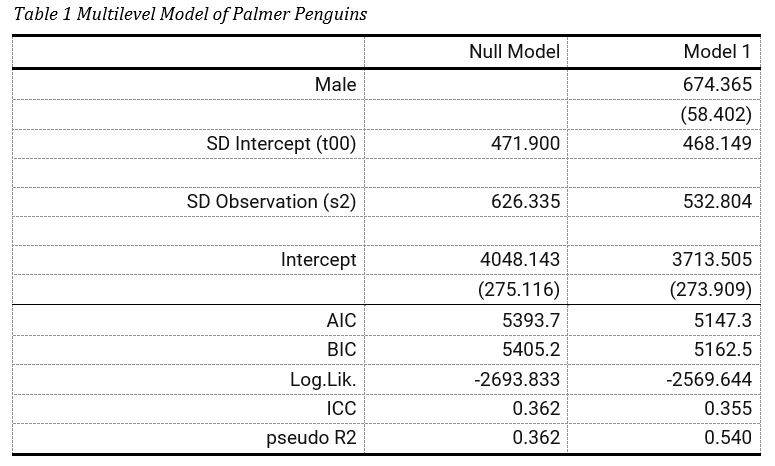 Table 1 Multilevel Model of Palmer Penguins
Null Model Model 1
Male 674.365
(58.402)
SD Intercept (t00) 471.900 468.149
SD Observation (s2) 626.335 532.804
Intercept 4048.143 3713.505
(275.116) (273.909)
AIC 5393.7 5147.3
BIC 5405.2 5162.5
Log.Lik. -2693.833 -2569.644
ICC 0.362 0.355
pseudo R2 0.362 0.540